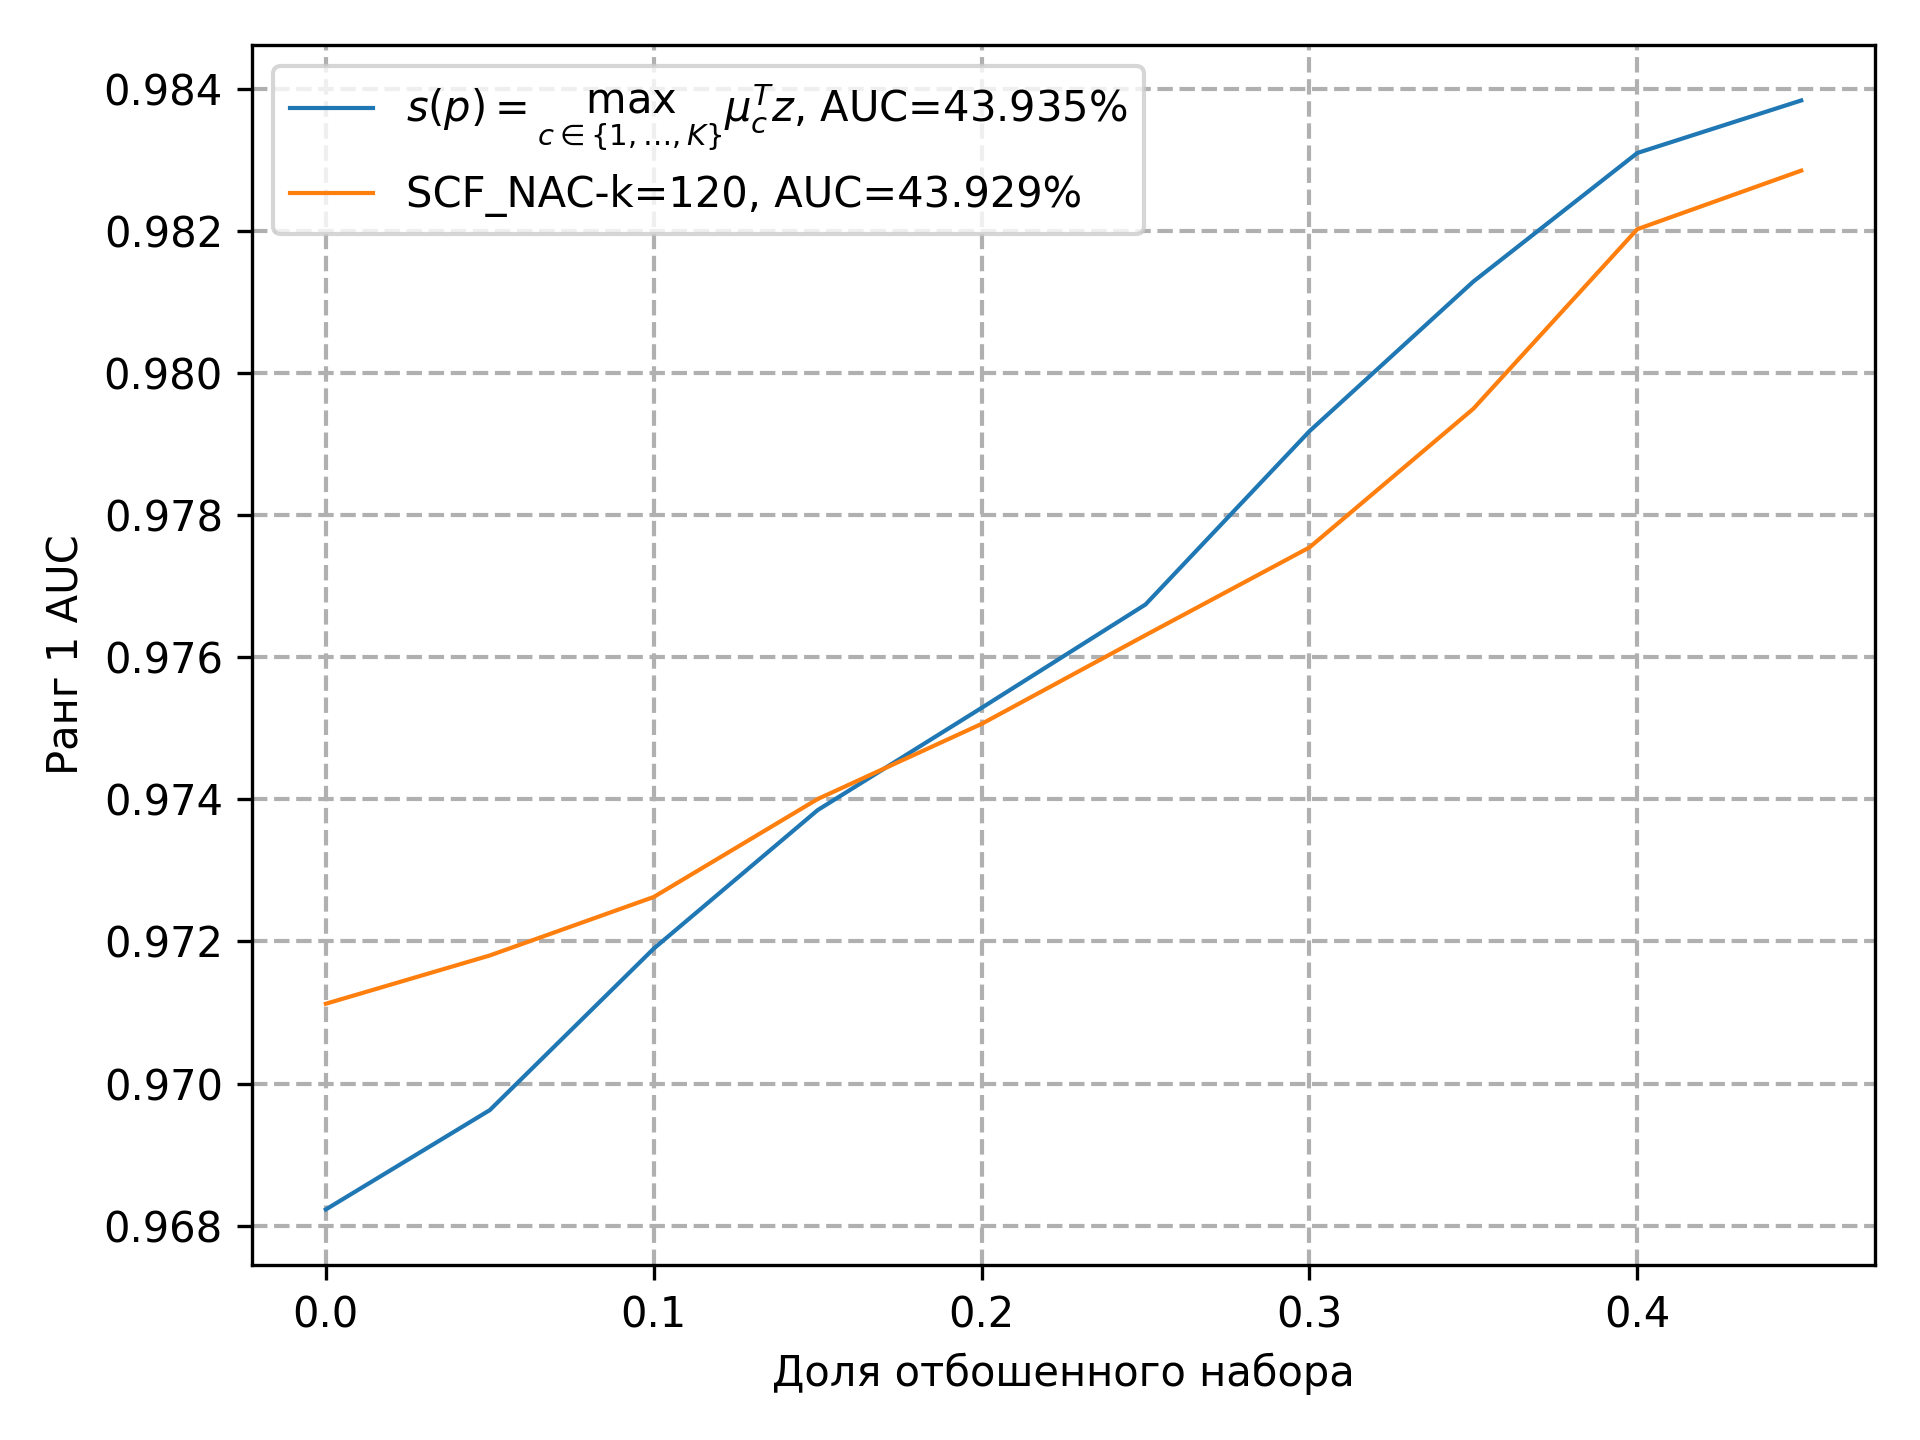 s(p) = max_{c∈{1,...,K}} μ_c^T z, AUC=43.935%
SCF_NAC-k=120, AUC=43.929%
0.984
0.982
0.980
0.978
0.976
0.974
0.972
0.970
0.968
Ранг 1 AUC
0.0 0.1 0.2 0.3 0.4
Доля отбошенного набора